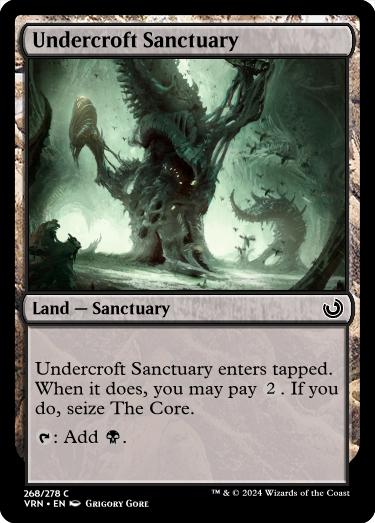 Undercroft Sanctuary
Land — Sanctuary
Undercroft Sanctuary enters tapped.
When it does, you may pay 2. If you
do, seize The Core.
: Add .
268/278 C
VRN • EN Grigory Gore
™ & © 2024 Wizards of the Coast